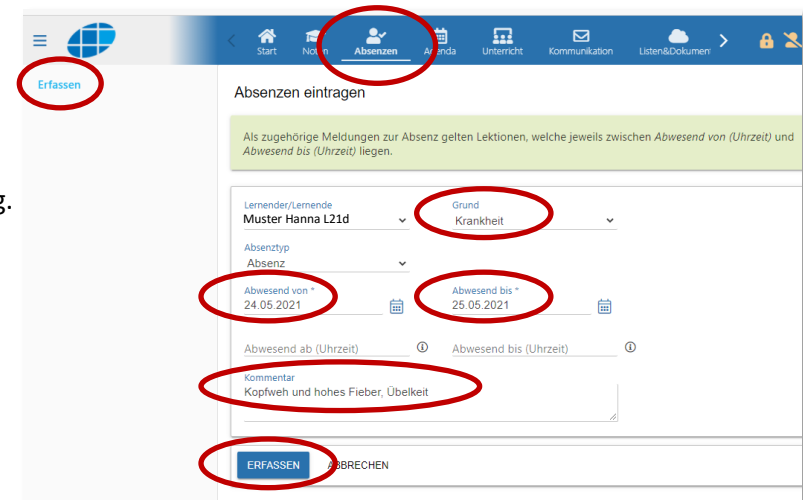 Start Noten Absenzen Agenda Unterricht Kommunikation Listen&Dokumen
Erfassen
Absenzen eintragen
Als zugehörige Meldungen zur Absenz gelten Lektionen, welche jeweils zwischen Abwesend von (Uhrzeit) und
Abwesend bis (Uhrzeit) liegen.
g.
Lernender/Lernende Grund
Muster Hanna L21d Krankheit
Absenztyp
Absenz
Abwesend von * Abwesend bis *
24.05.2021 25.05.2021
Abwesend ab (Uhrzeit) Abwesend bis (Uhrzeit)
Kommentar
Kopfweh und hohes Fieber, Übelkeit
ERFASSEN ABBRECHEN